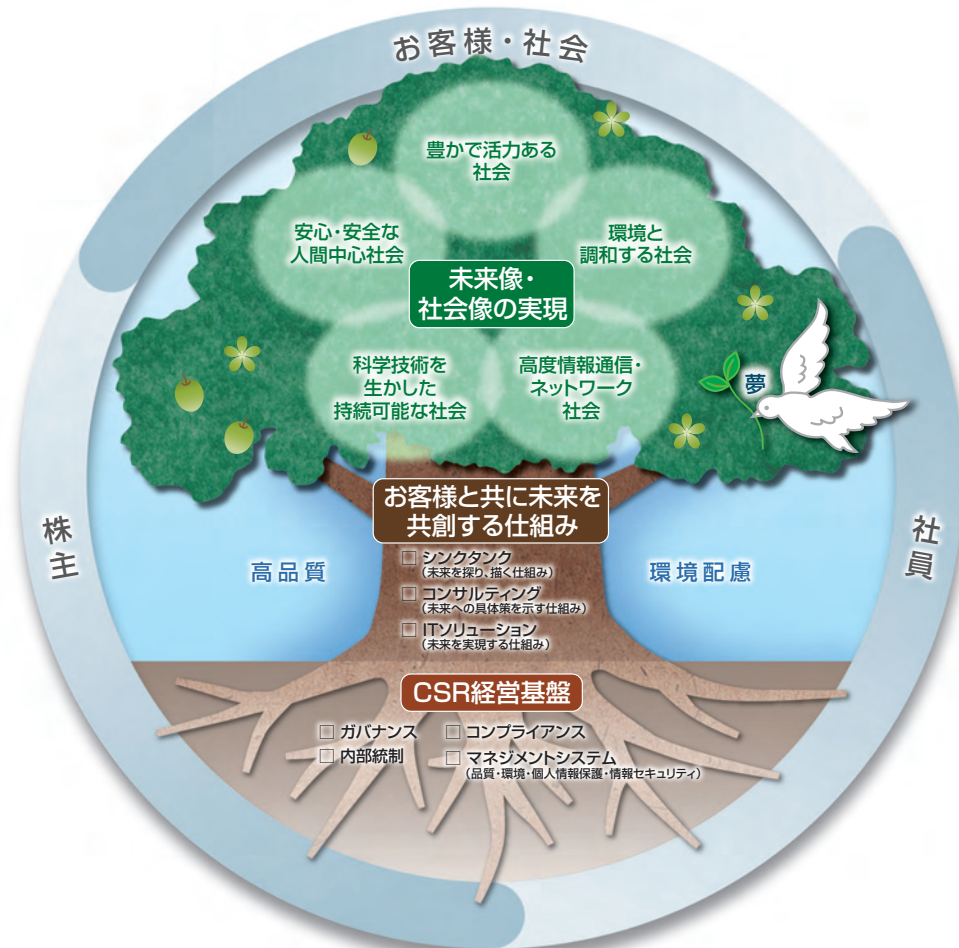 お客様・社会
豊かで活力ある
社会
安心・安全な
人間中心社会
環境と
調和する社会
未来像・
社会像の実現
科学技術を
生かした
持続可能な社会
高度情報通信・
ネットワーク
社会
夢
株主
社員
お客様と共に未来を
共創する仕組み
高品質
環境配慮
□ シンクタンク
(未来を探り、描く仕組み)
□ コンサルティング
(未来への具体策を示す仕組み)
□ ITソリューション
(未来を実現する仕組み)
CSR経営基盤
□ ガバナンス
□ コンプライアンス
□ 内部統制
□ マネジメントシステム
(品質・環境・個人情報保護・情報セキュリティ)